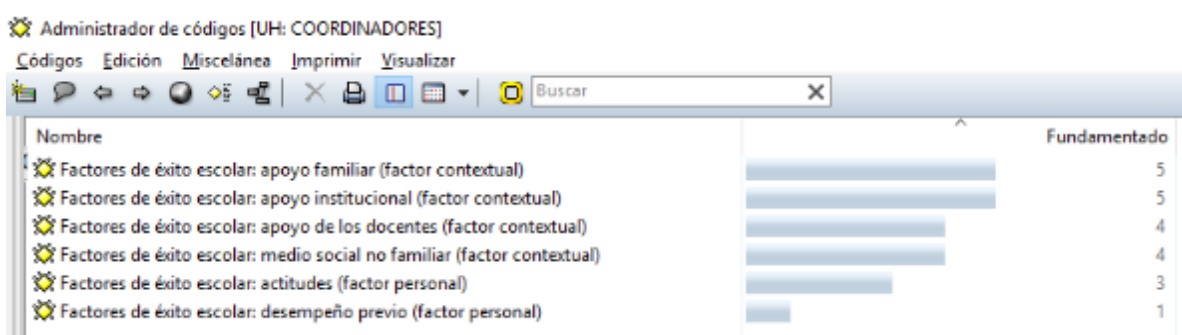 Administrador de códigos [UH: COORDINADORES]
Códigos Edición Miscelánea Imprimir Visualizar
Buscar
Nombre Fundamentado
Factores de éxito escolar: apoyo familiar (factor contextual) 5
Factores de éxito escolar: apoyo institucional (factor contextual) 5
Factores de éxito escolar: apoyo de los docentes (factor contextual) 4
Factores de éxito escolar: medio social no familiar (factor contextual) 4
Factores de éxito escolar: actitudes (factor personal) 3
Factores de éxito escolar: desempeño previo (factor personal) 1